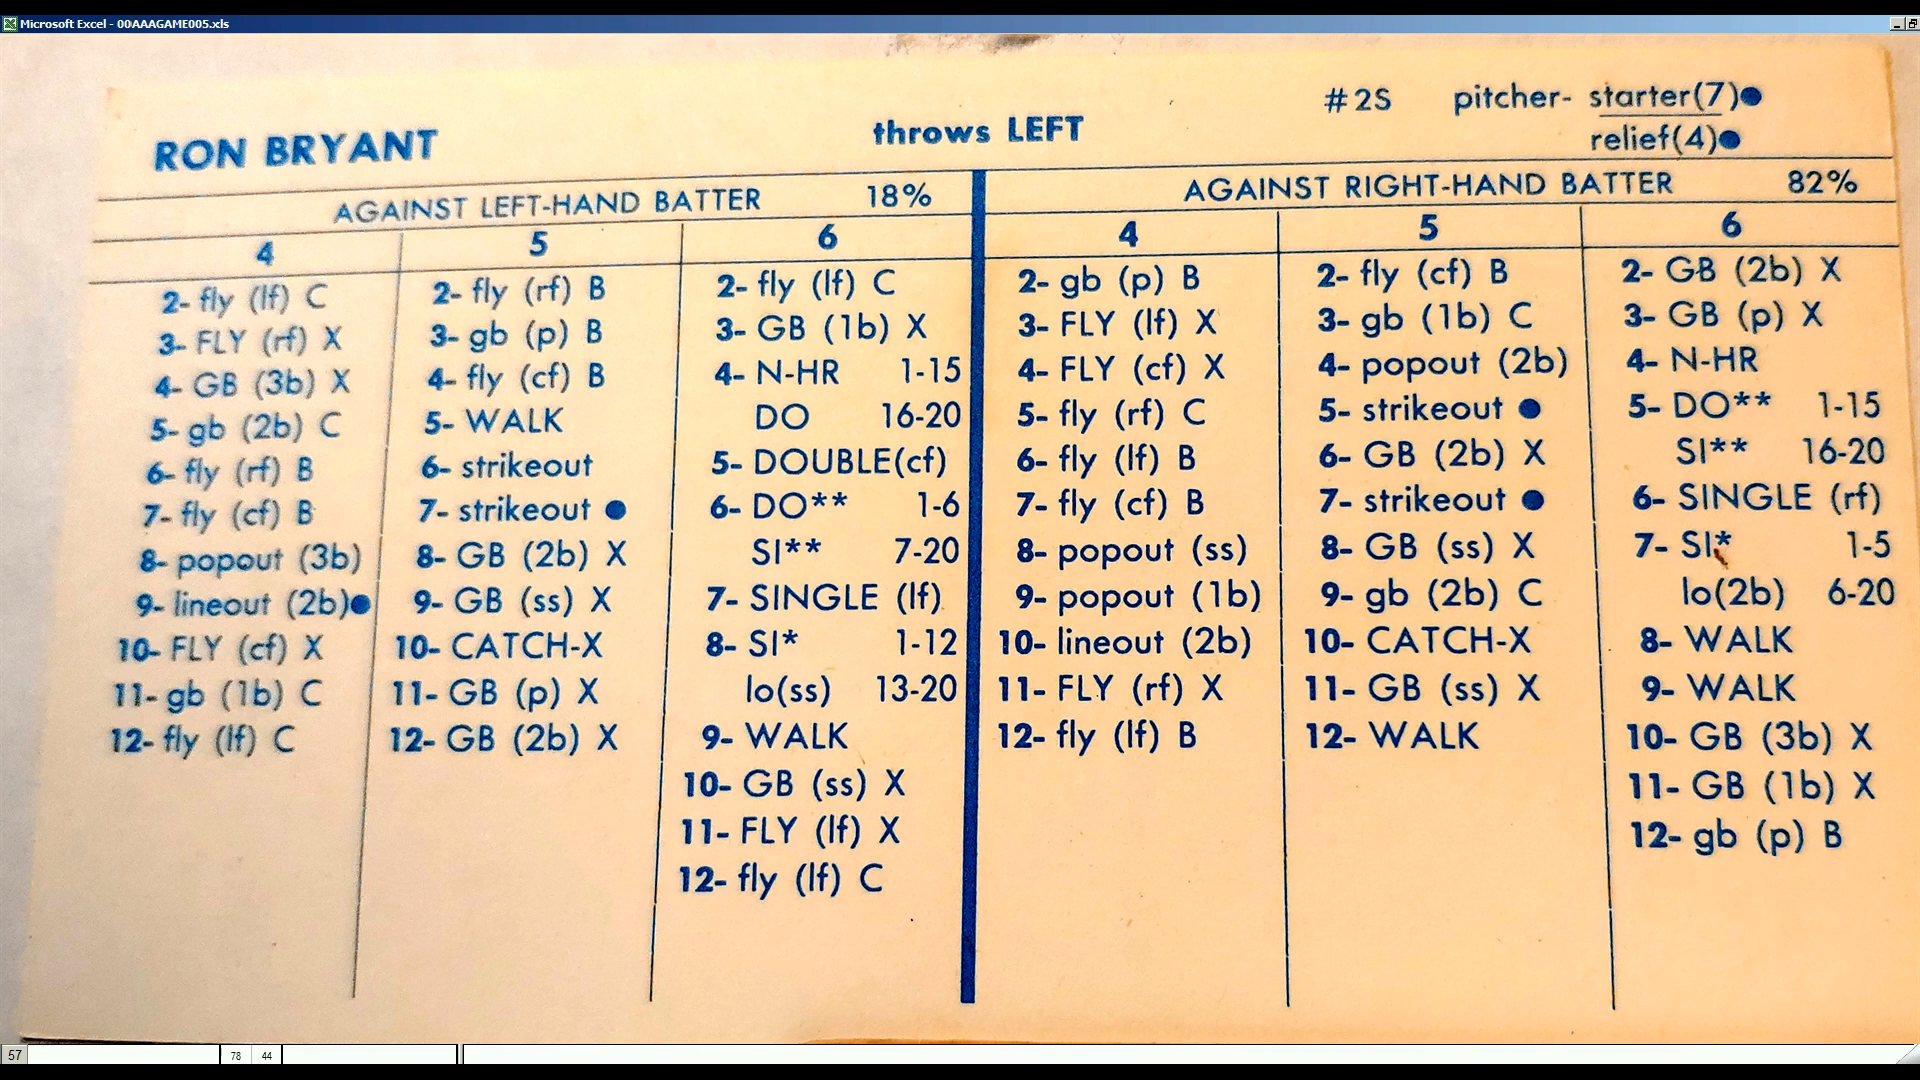 Microsoft Excel - 00AAAGAME005.xls
#2S pitcher- starter(7)●
relief(4)●
RON BRYANT throws LEFT
AGAINST LEFT-HAND BATTER 18%
4 5 6
2- fly (lf) C
3- FLY (rf) X
4- GB (3b) X
5- gb (2b) C
6- fly (rf) B
7- fly (cf) B
8- popout (3b)
9- lineout (2b)●
10- FLY (cf) X
11- gb (1b) C
12- fly (lf) C
2- fly (rf) B
3- gb (p) B
4- fly (cf) B
5- WALK
6- strikeout
7- strikeout ●
8- GB (2b) X
9- GB (ss) X
10- CATCH-X
11- GB (p) X
12- GB (2b) X
2- fly (lf) C
3- GB (1b) X
4- N-HR 1-15
DO 16-20
5- DOUBLE(cf)
6- DO** 1-6
SI** 7-20
7- SINGLE (lf)
8- SI* 1-12
lo(ss) 13-20
9- WALK
10- GB (ss) X
11- FLY (lf) X
12- fly (lf) C
AGAINST RIGHT-HAND BATTER 82%
4 5 6
2- gb (p) B
3- FLY (lf) X
4- FLY (cf) X
5- fly (rf) C
6- fly (lf) B
7- fly (cf) B
8- popout (ss)
9- popout (1b)
10- lineout (2b)
11- FLY (rf) X
12- fly (lf) B
2- fly (cf) B
3- gb (1b) C
4- popout (2b)
5- strikeout ●
6- GB (2b) X
7- strikeout ●
8- GB (ss) X
9- gb (2b) C
10- CATCH-X
11- GB (ss) X
12- WALK
2- GB (2b) X
3- GB (p) X
4- N-HR
5- DO** 1-15
SI** 16-20
6- SINGLE (rf)
7- SI* 1-5
lo(2b) 6-20
8- WALK
9- WALK
10- GB (3b) X
11- GB (1b) X
12- gb (p) B
57 78 44